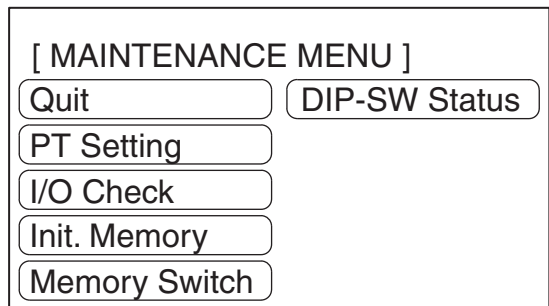 [ MAINTENANCE MENU ]
Quit
DIP-SW Status
PT Setting
I/O Check
Init. Memory
Memory Switch